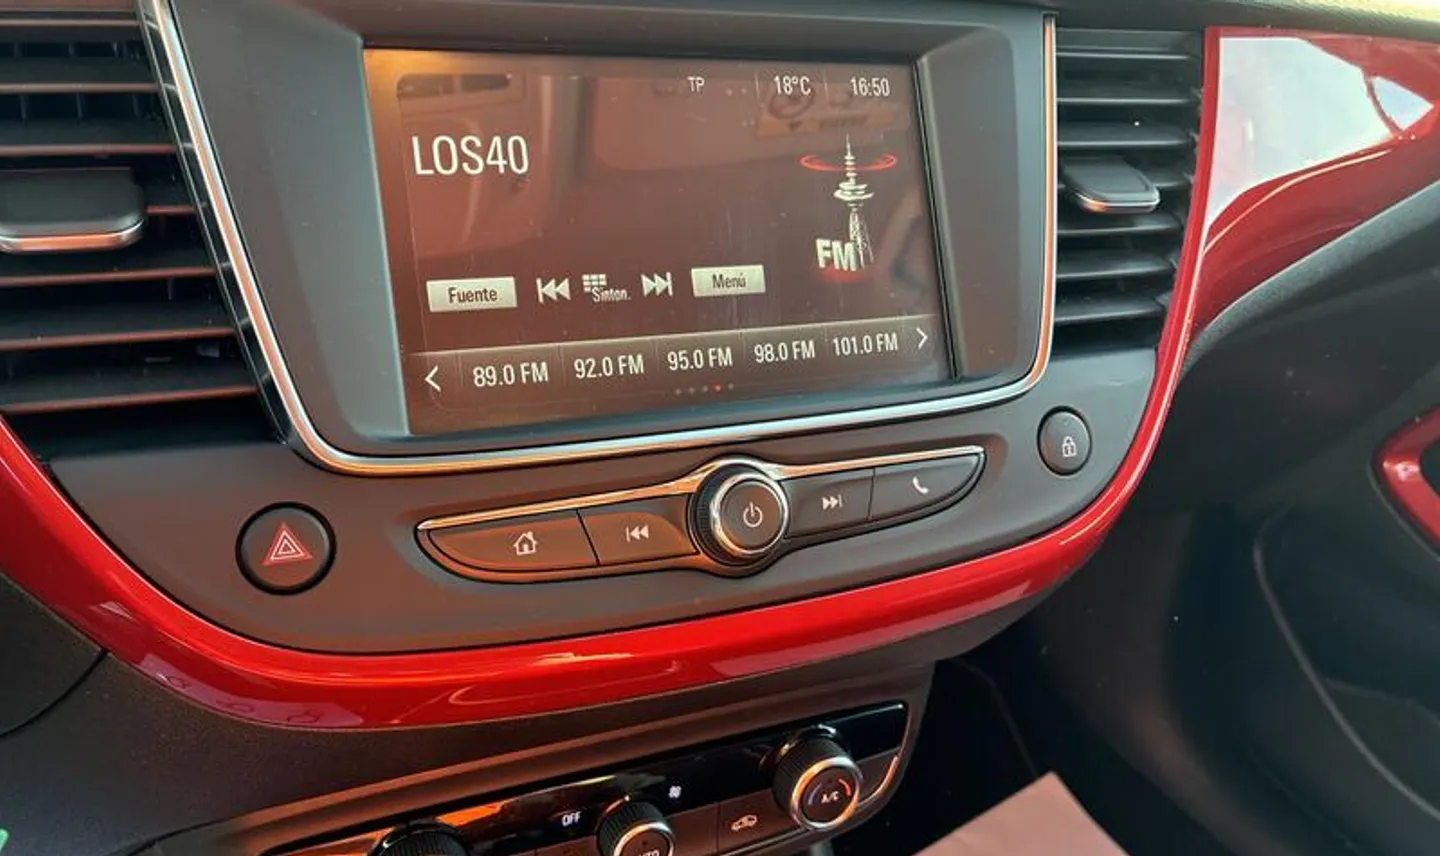 TP 18°C 16:50
LOS40
FM
Fuente Sinton. Menú
89.0 FM 92.0 FM 95.0 FM 98.0 FM 101.0 FM
OFF
A/C
AUTO